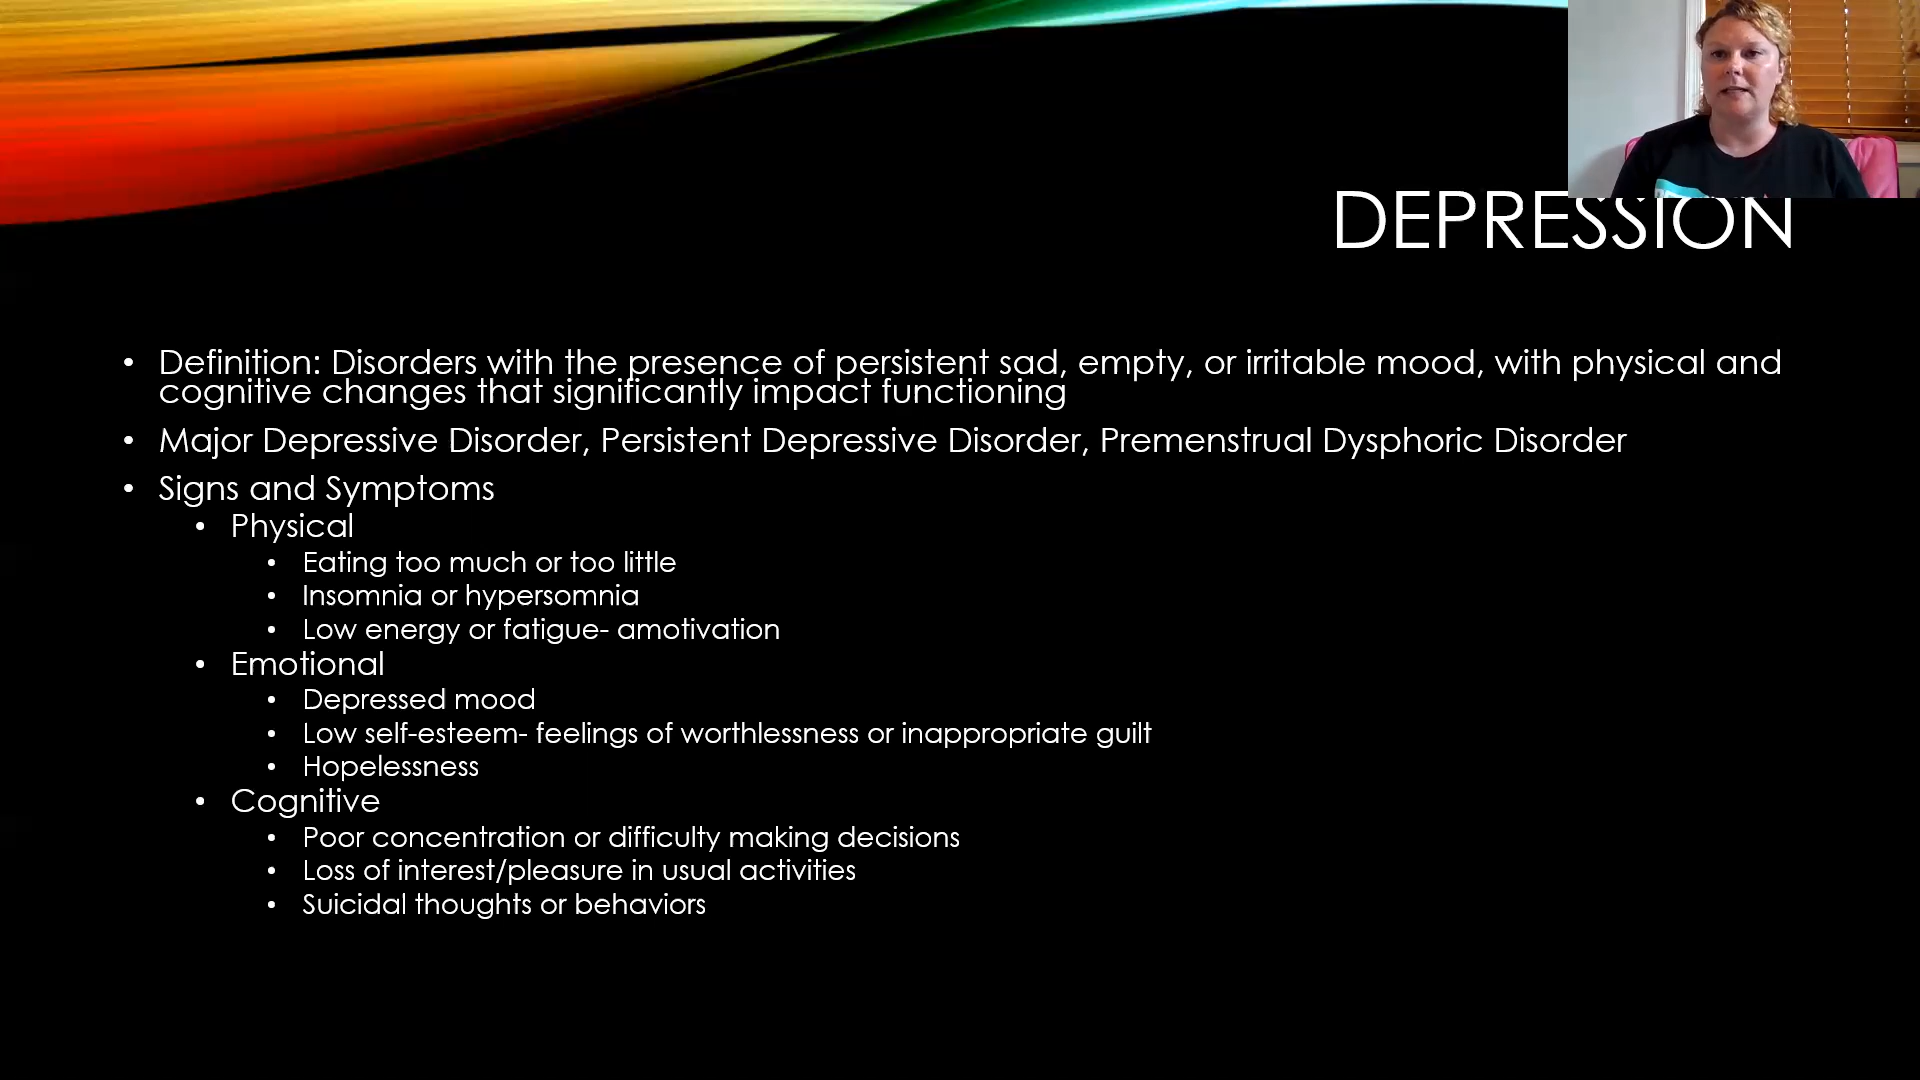 DEPRESSION
• Definition: Disorders with the presence of persistent sad, empty, or irritable mood, with physical and
cognitive changes that significantly impact functioning
• Major Depressive Disorder, Persistent Depressive Disorder, Premenstrual Dysphoric Disorder
• Signs and Symptoms
• Physical
• Eating too much or too little
• Insomnia or hypersomnia
• Low energy or fatigue- amotivation
• Emotional
• Depressed mood
• Low self-esteem- feelings of worthlessness or inappropriate guilt
• Hopelessness
• Cognitive
• Poor concentration or difficulty making decisions
• Loss of interest/pleasure in usual activities
• Suicidal thoughts or behaviors